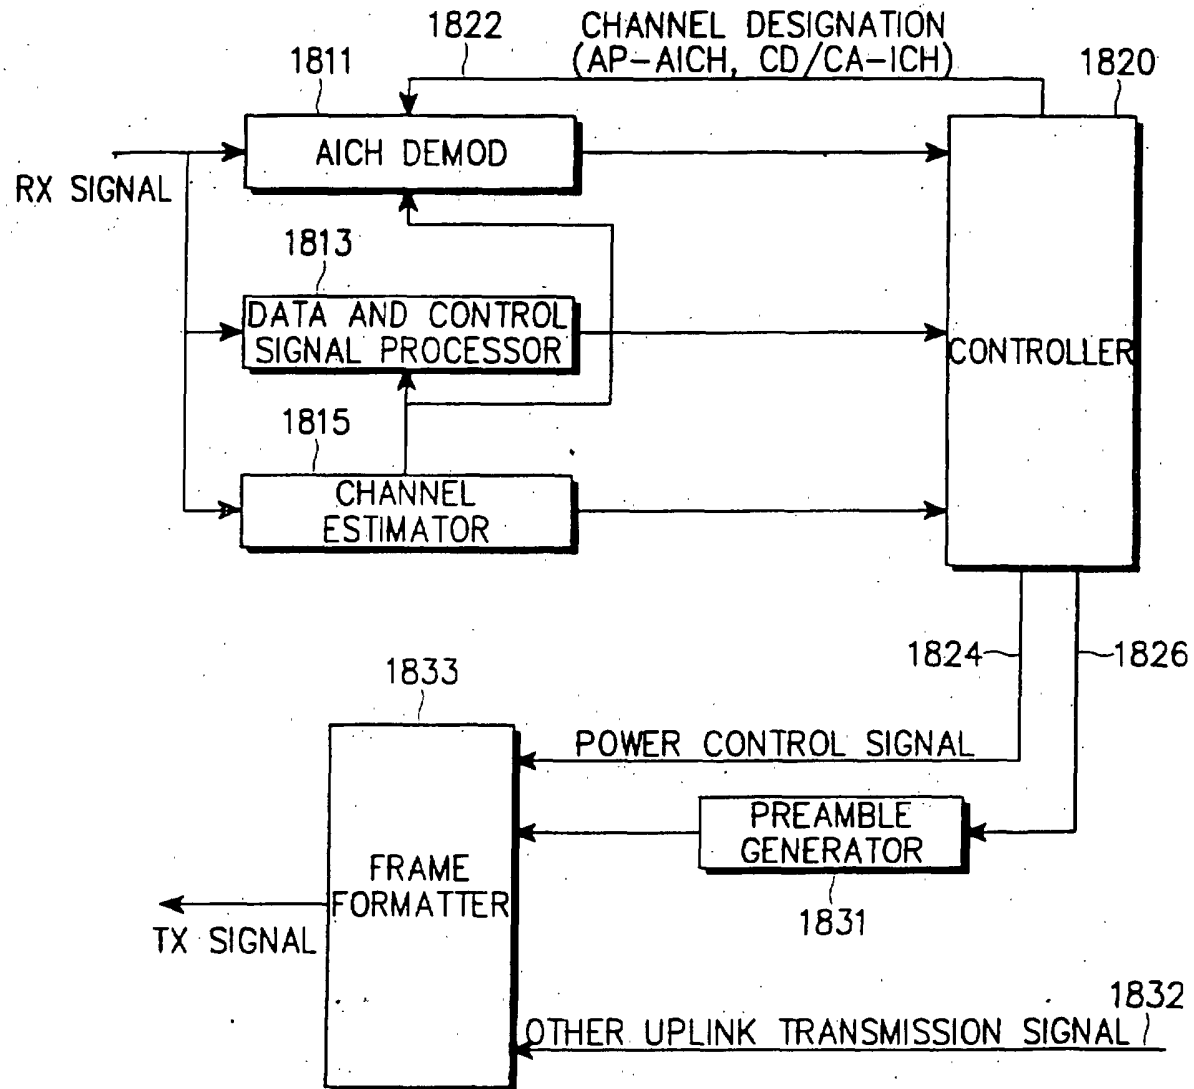 1822
CHANNEL DESIGNATION
(AP-AICH, CD/CA-ICH)
1811
1820
AICH DEMOD
RX SIGNAL
1813
DATA AND CONTROL
SIGNAL PROCESSOR
CONTROLLER
1815
CHANNEL
ESTIMATOR
1824
1826
1833
POWER CONTROL SIGNAL
PREAMBLE
GENERATOR
FRAME
FORMATTER
1831
TX SIGNAL
1832
OTHER UPLINK TRANSMISSION SIGNAL